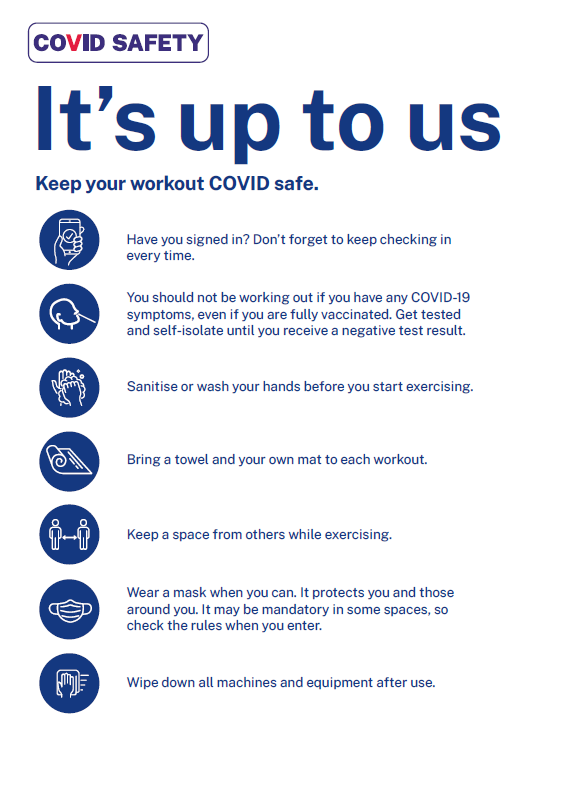 COVID SAFETY
It’s up to us
Keep your workout COVID safe.
Have you signed in? Don’t forget to keep checking in
every time.
You should not be working out if you have any COVID-19
symptoms, even if you are fully vaccinated. Get tested
and self-isolate until you receive a negative test result.
Sanitise or wash your hands before you start exercising.
Bring a towel and your own mat to each workout.
Keep a space from others while exercising.
Wear a mask when you can. It protects you and those
around you. It may be mandatory in some spaces, so
check the rules when you enter.
Wipe down all machines and equipment after use.